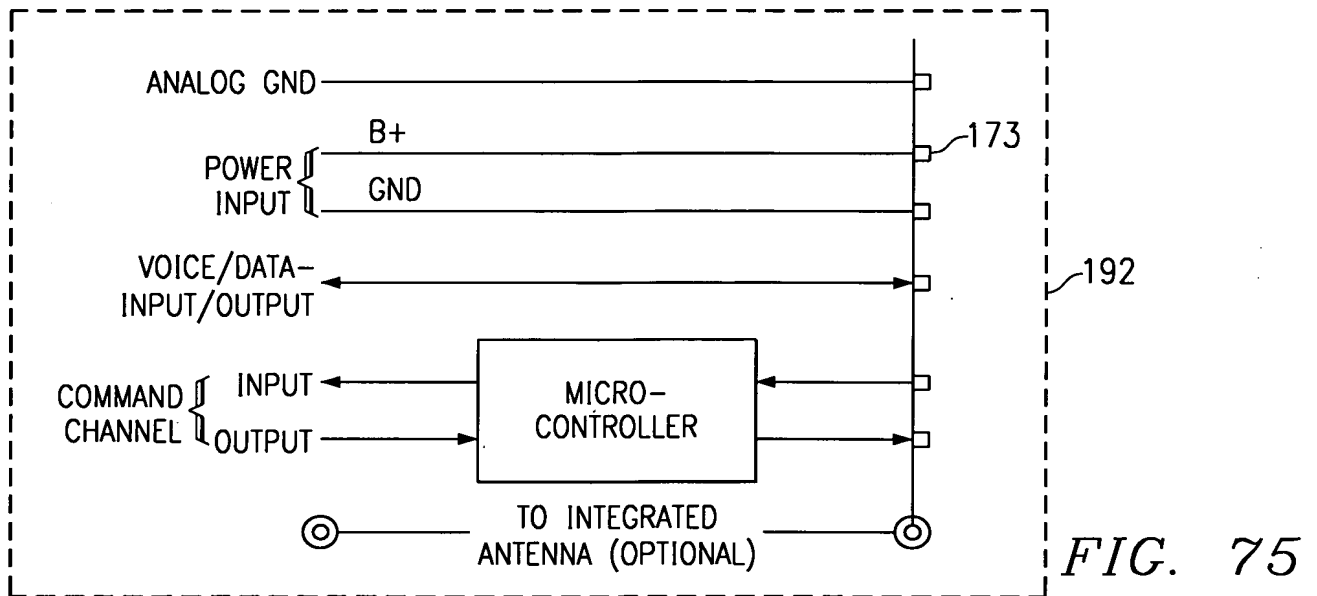 ANALOG GND
B+
173
POWER
INPUT
GND
VOICE/DATA-
INPUT/OUTPUT
192
COMMAND
CHANNEL
INPUT
OUTPUT
MICRO-
CONTROLLER
TO INTEGRATED
ANTENNA (OPTIONAL)
FIG. 75